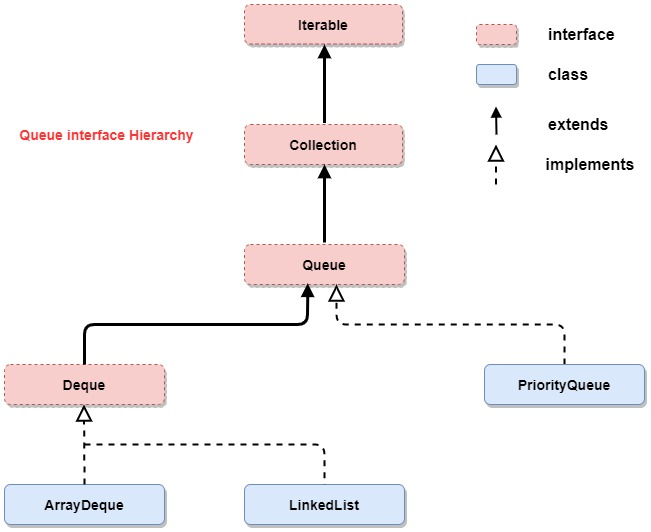 Iterable
interface
class
Queue interface Hierarchy
Collection
extends
implements
Queue
Deque
PriorityQueue
ArrayDeque
LinkedList